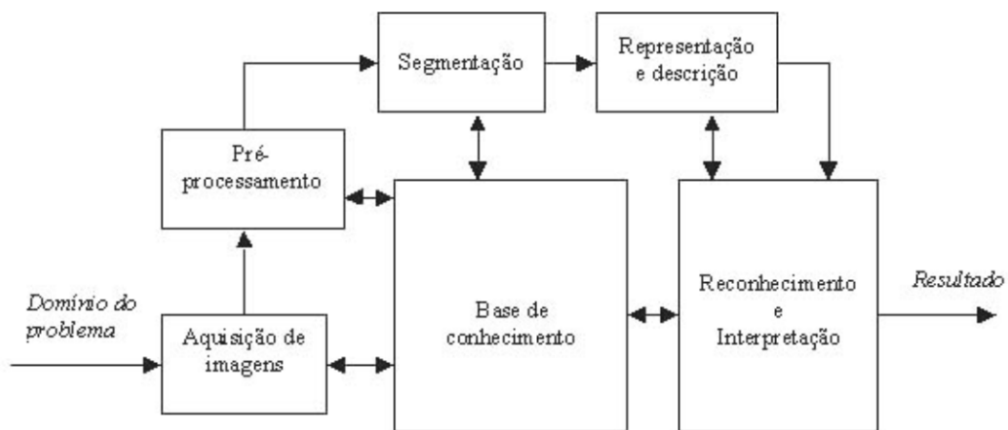 Segmentação
Representação
e descrição
Pré-
processamento
Domínio do
problema
Aquisição de
imagens
Base de
conhecimento
Reconhecimento
e
Interpretação
Resultado